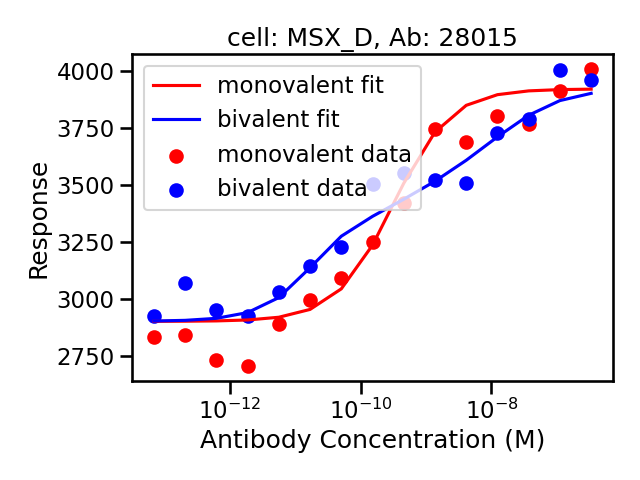 cell: MSX_D, Ab: 28015
4000
3750
3500
3250
3000
2750
Response
monovalent fit
bivalent fit
monovalent data
bivalent data
10⁻¹² 10⁻¹⁰ 10⁻⁸
Antibody Concentration (M)